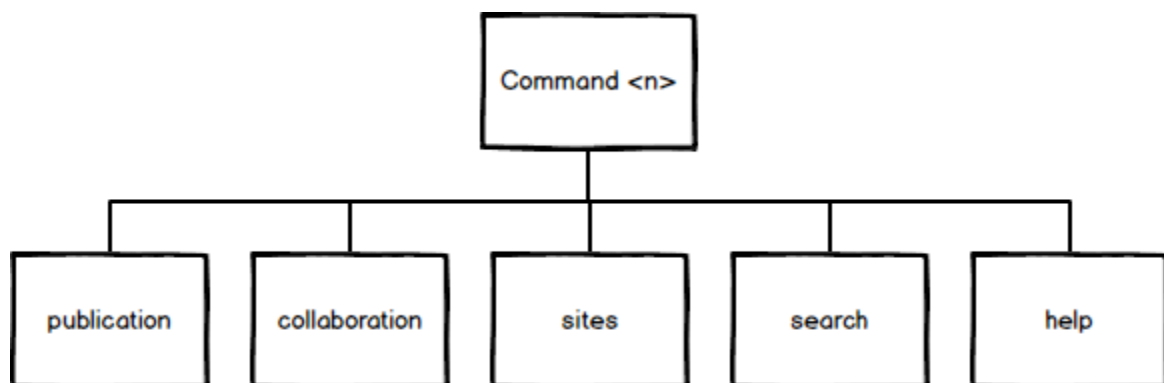 Command <n>
publication
collaboration
sites
search
help